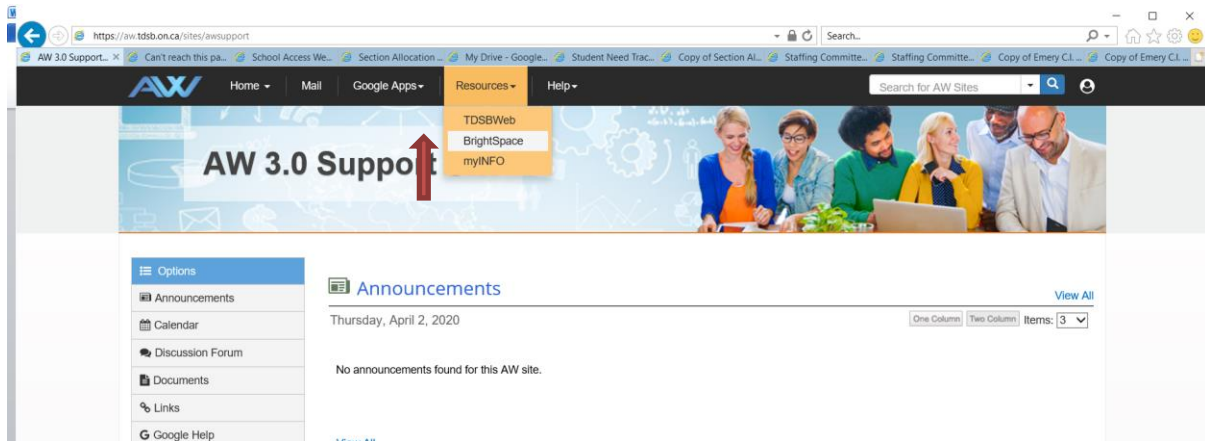 https://aw.tdsb.on.ca/sites/awsupport
Search...
AW 3.0 Support...
Can't reach this pa...
School Access We...
Section Allocation ...
My Drive - Google...
Student Need Trac...
Copy of Section Al...
Staffing Committe...
Staffing Committe...
Copy of Emery C.I. ...
Copy of Emery C.I. ...
AW
Home
Mail
Google Apps
Resources
Help
Search for AW Sites
TDSBWeb
BrightSpace
myINFO
AW 3.0 Support
Options
Announcements
Calendar
Discussion Forum
Documents
Links
Google Help
Announcements
View All
Thursday, April 2, 2020
One Column
Two Column
Items: 3
No announcements found for this AW site.
View All